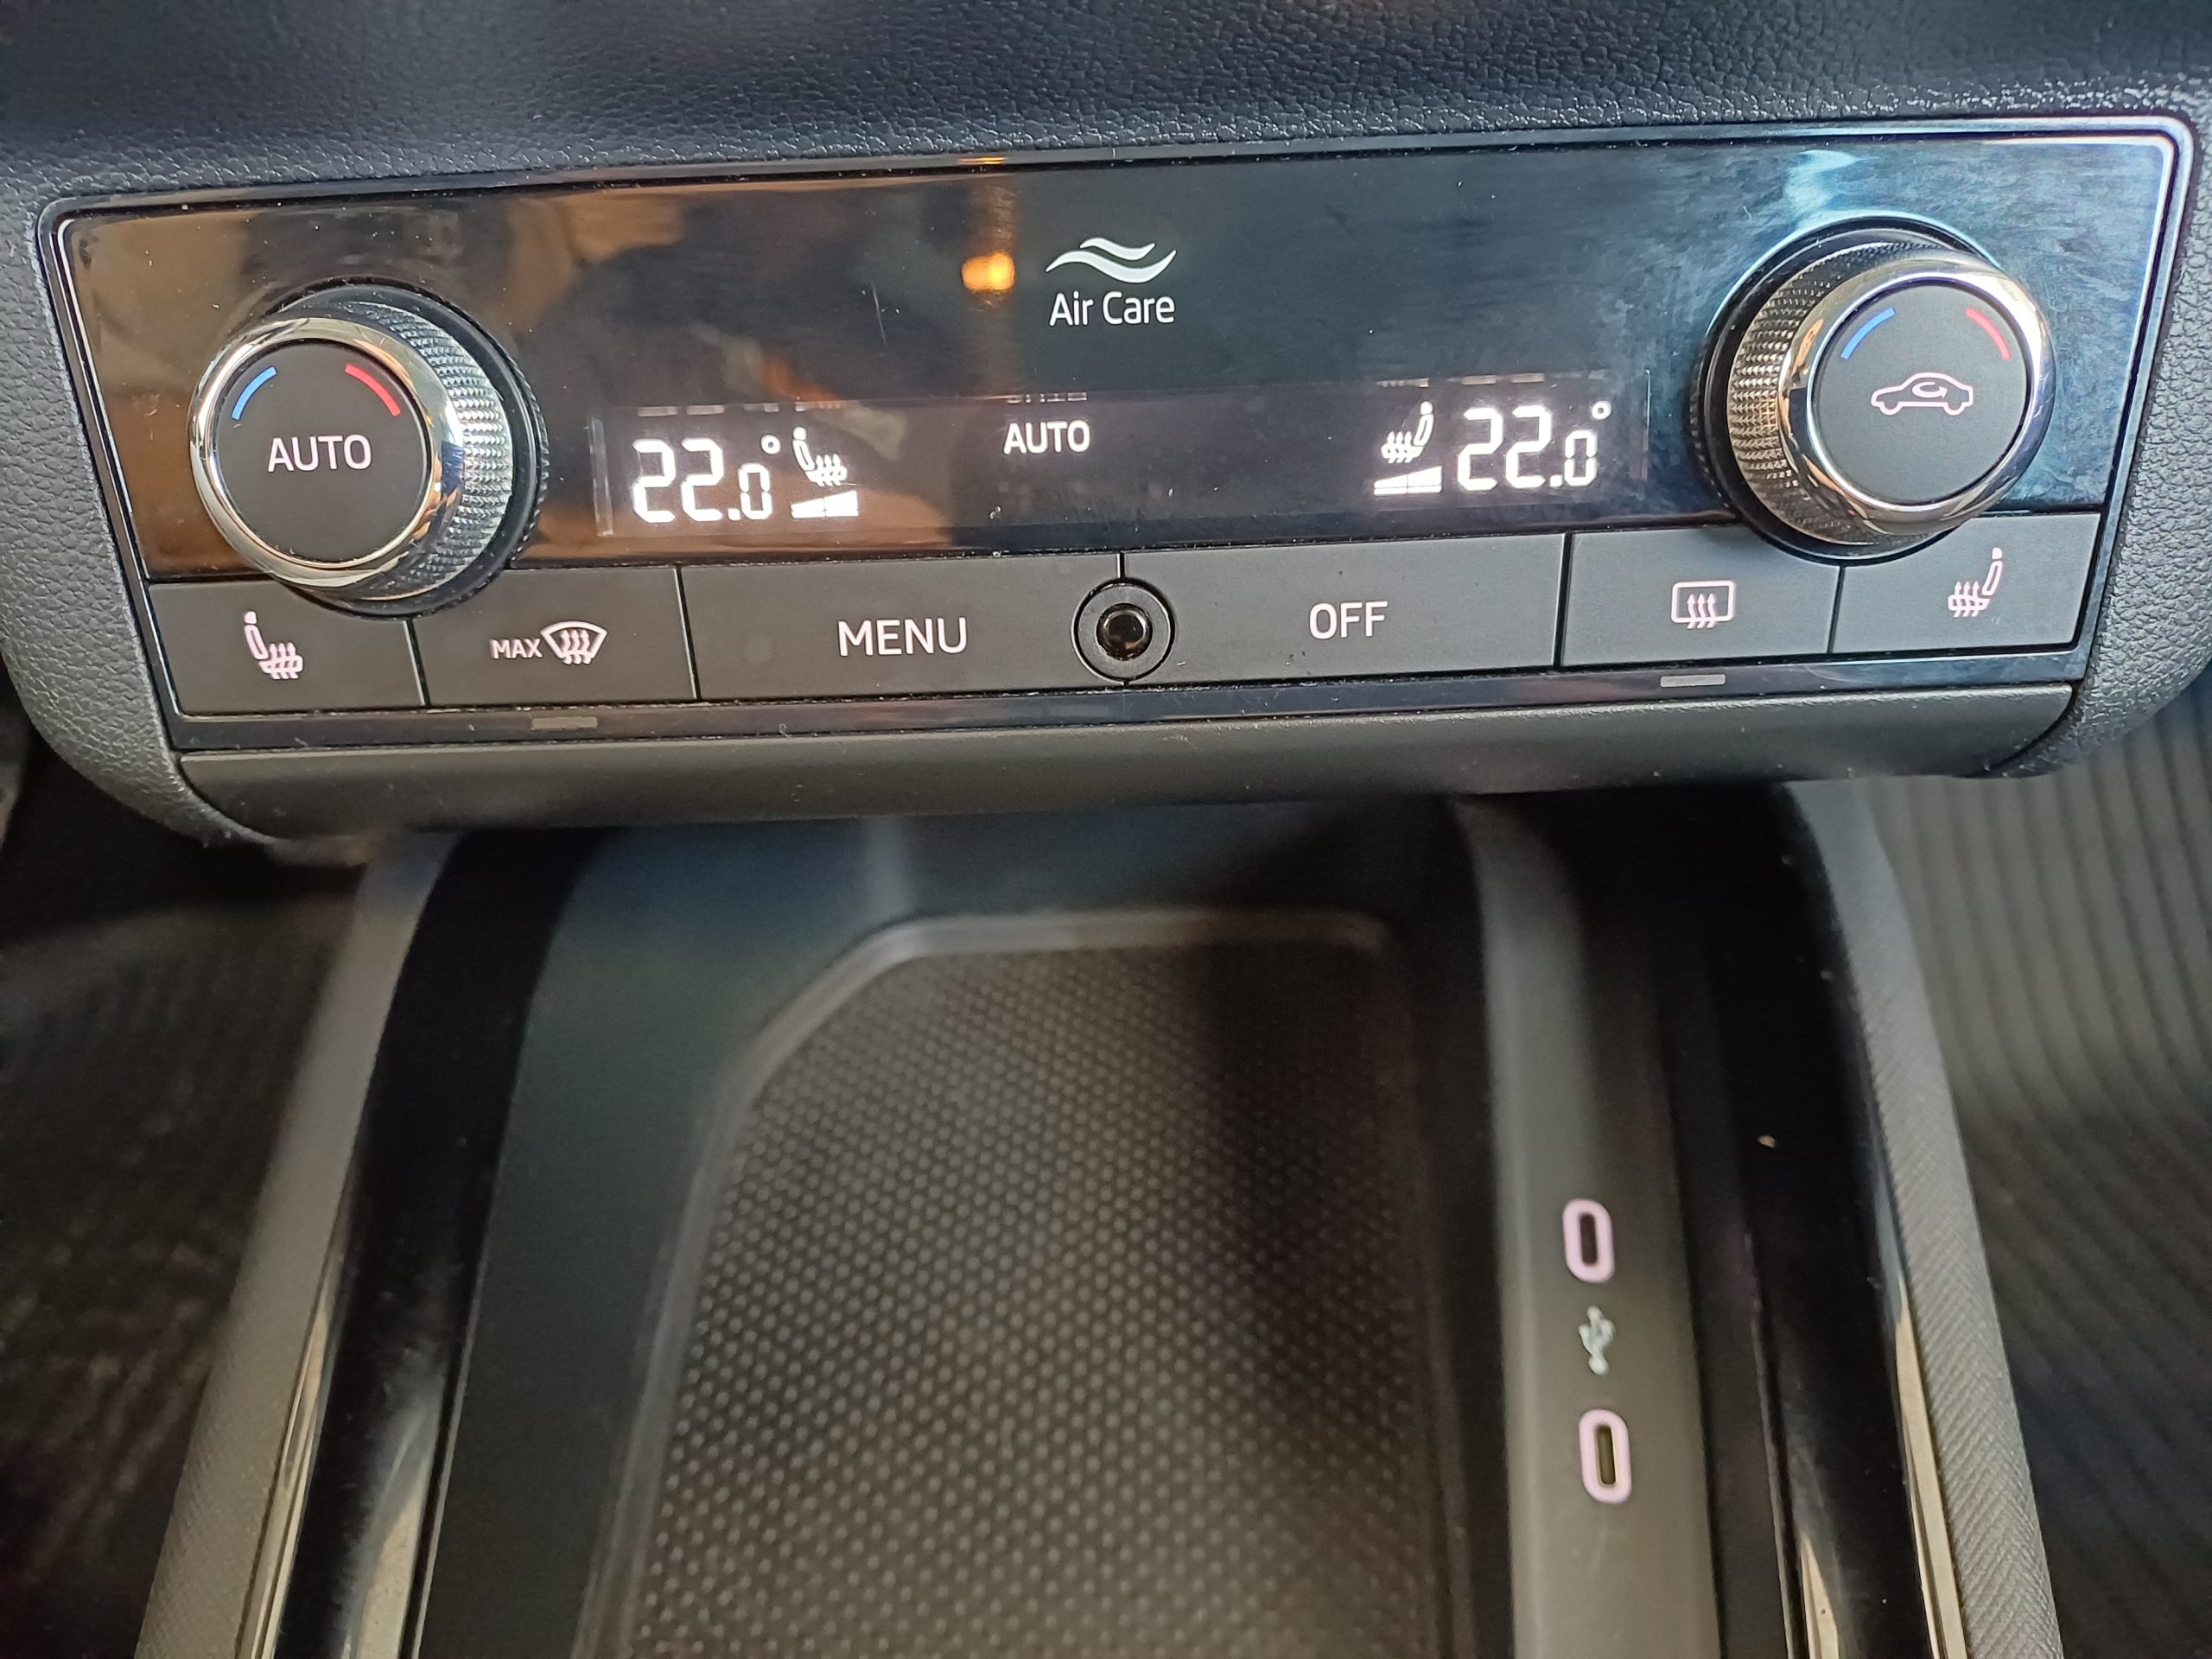 Air Care
AUTO
22.0°
AUTO
22.0°
MAX
MENU
OFF